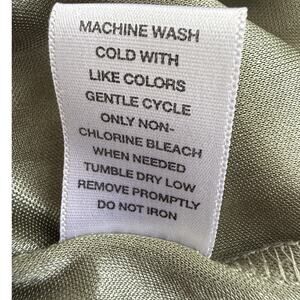 MACHINE WASH
COLD WITH
LIKE COLORS
GENTLE CYCLE
ONLY NON-
CHLORINE BLEACH
WHEN NEEDED
TUMBLE DRY LOW
REMOVE PROMPTLY
DO NOT IRON